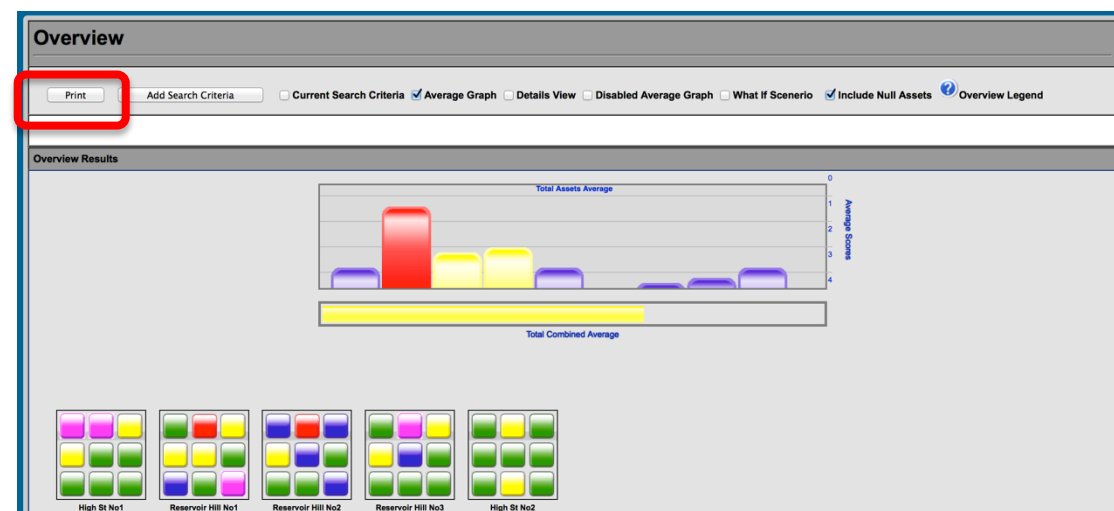 Overview
Print Add Search Criteria Current Search Criteria Average Graph Details View Disabled Average Graph What If Scenerio Include Null Assets ? Overview Legend
Overview Results
Total Assets Average
0
1
2
3
4
Average Scores
Total Combined Average
High St No1 Reservoir Hill No1 Reservoir Hill No2 Reservoir Hill No3 High St No2